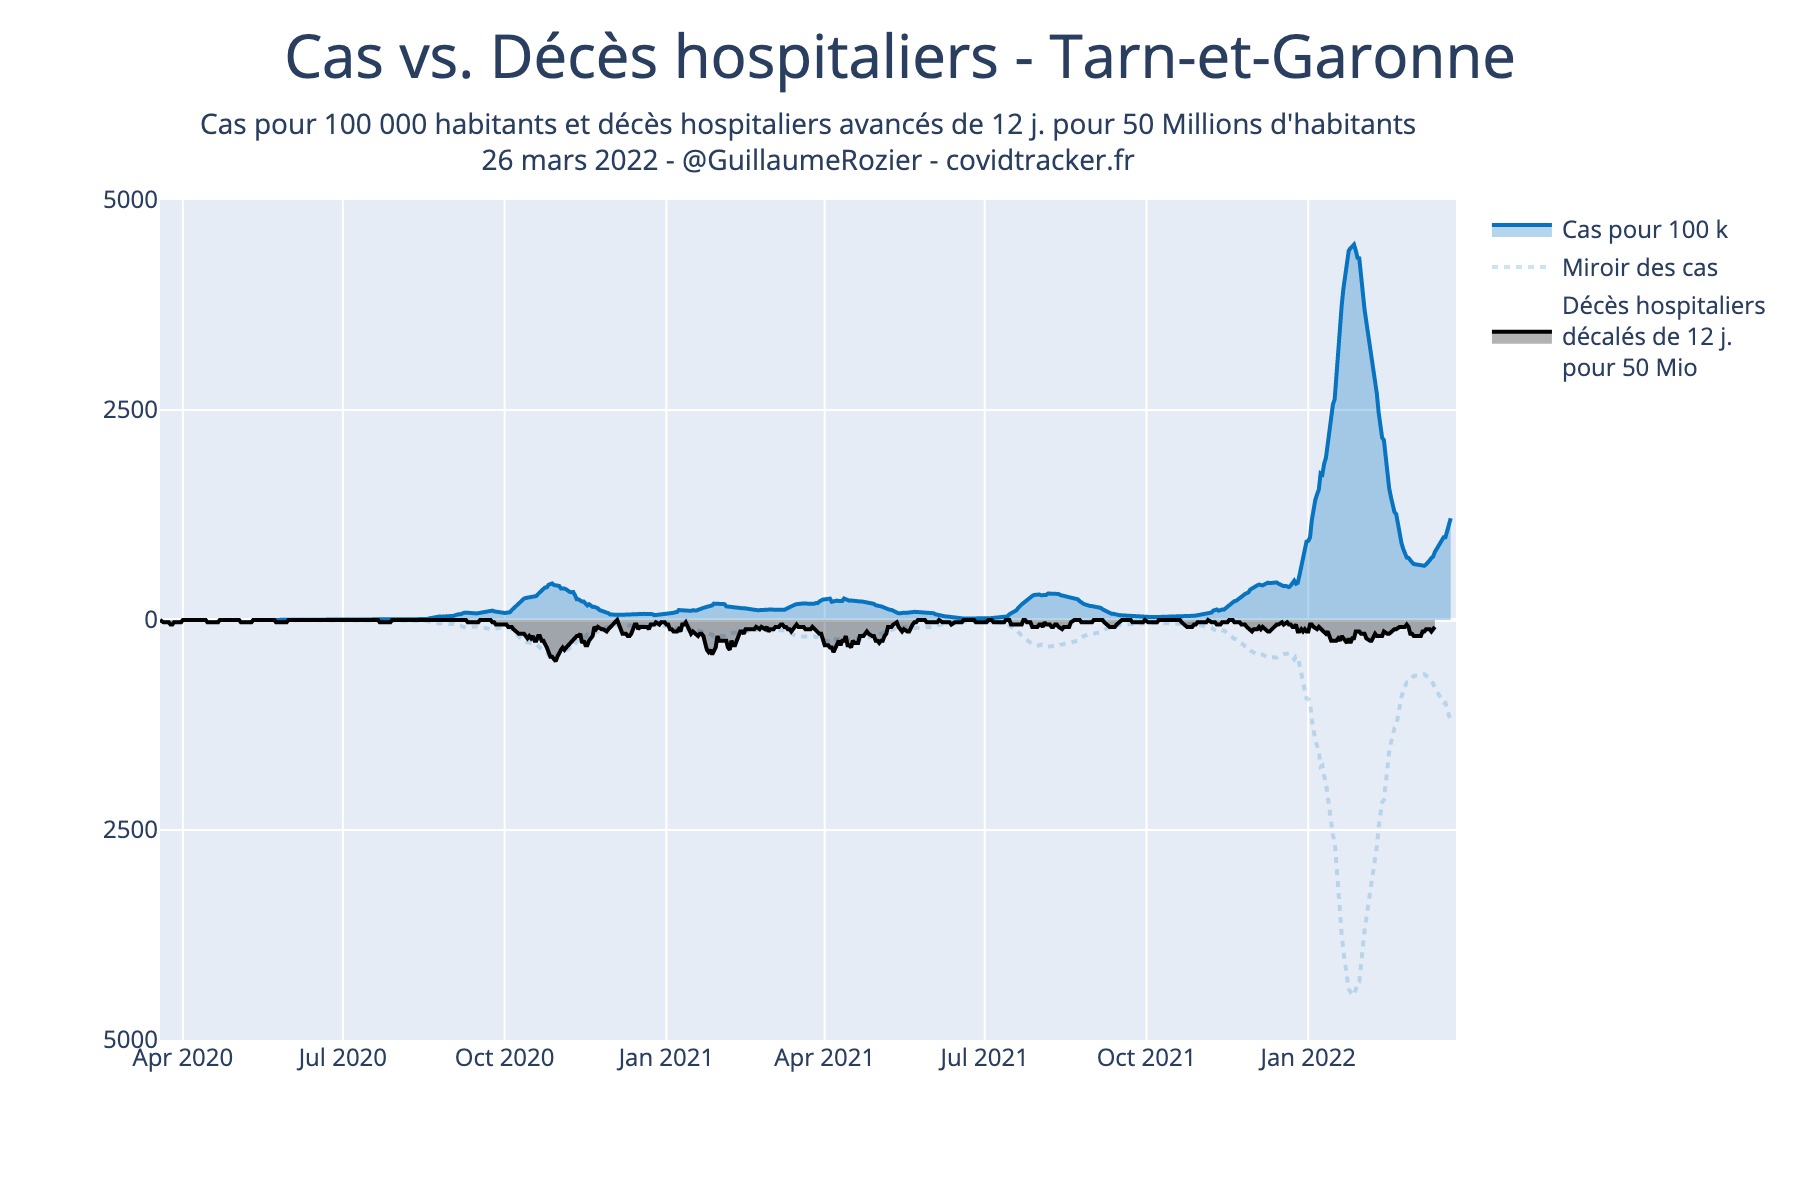 Cas vs. Décès hospitaliers - Tarn-et-Garonne
Cas pour 100 000 habitants et décès hospitaliers avancés de 12 j. pour 50 Millions d'habitants
26 mars 2022 - @GuillaumeRozier - covidtracker.fr
5000
2500
0
2500
5000
Apr 2020
Jul 2020
Oct 2020
Jan 2021
Apr 2021
Jul 2021
Oct 2021
Jan 2022
Cas pour 100 k
Miroir des cas
Décès hospitaliers
décalés de 12 j.
pour 50 Mio